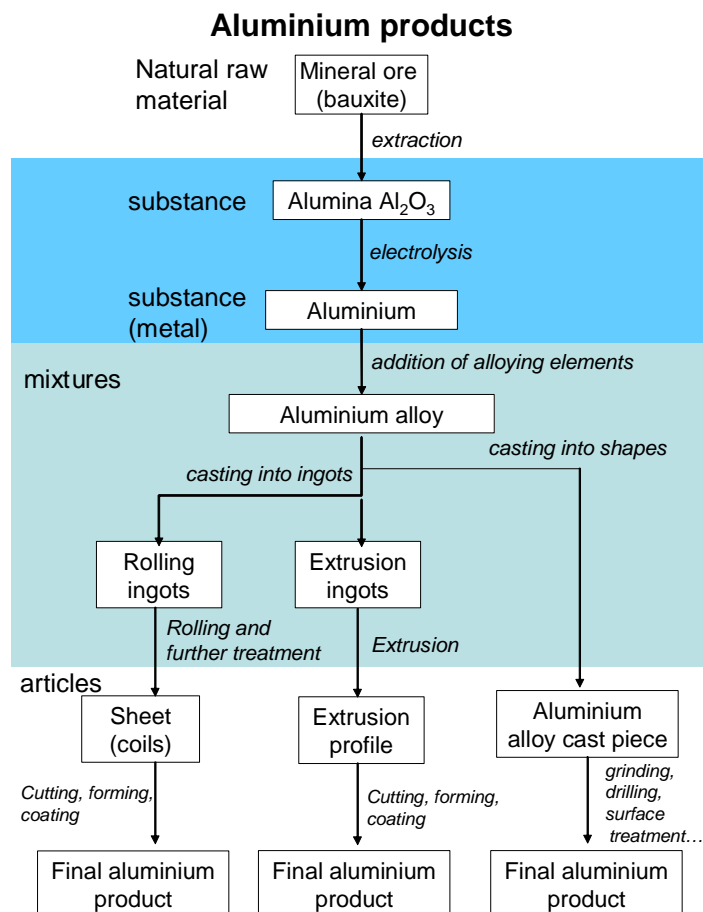 Aluminium products
Natural raw
material
Mineral ore
(bauxite)
extraction
substance
Alumina Al₂O₃
electrolysis
substance
(metal)
Aluminium
addition of alloying elements
mixtures
Aluminium alloy
casting into ingots
casting into shapes
Rolling
ingots
Extrusion
ingots
Rolling and
further treatment
Extrusion
articles
Sheet
(coils)
Extrusion
profile
Aluminium
alloy cast piece
Cutting, forming,
coating
Cutting, forming,
coating
grinding,
drilling,
surface
treatment…
Final aluminium
product
Final aluminium
product
Final aluminium
product